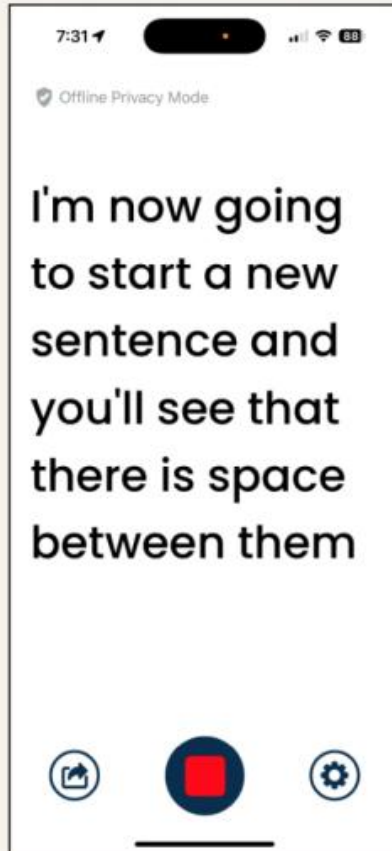 7:31
88
Offline Privacy Mode
I'm now going
to start a new
sentence and
you'll see that
there is space
between them